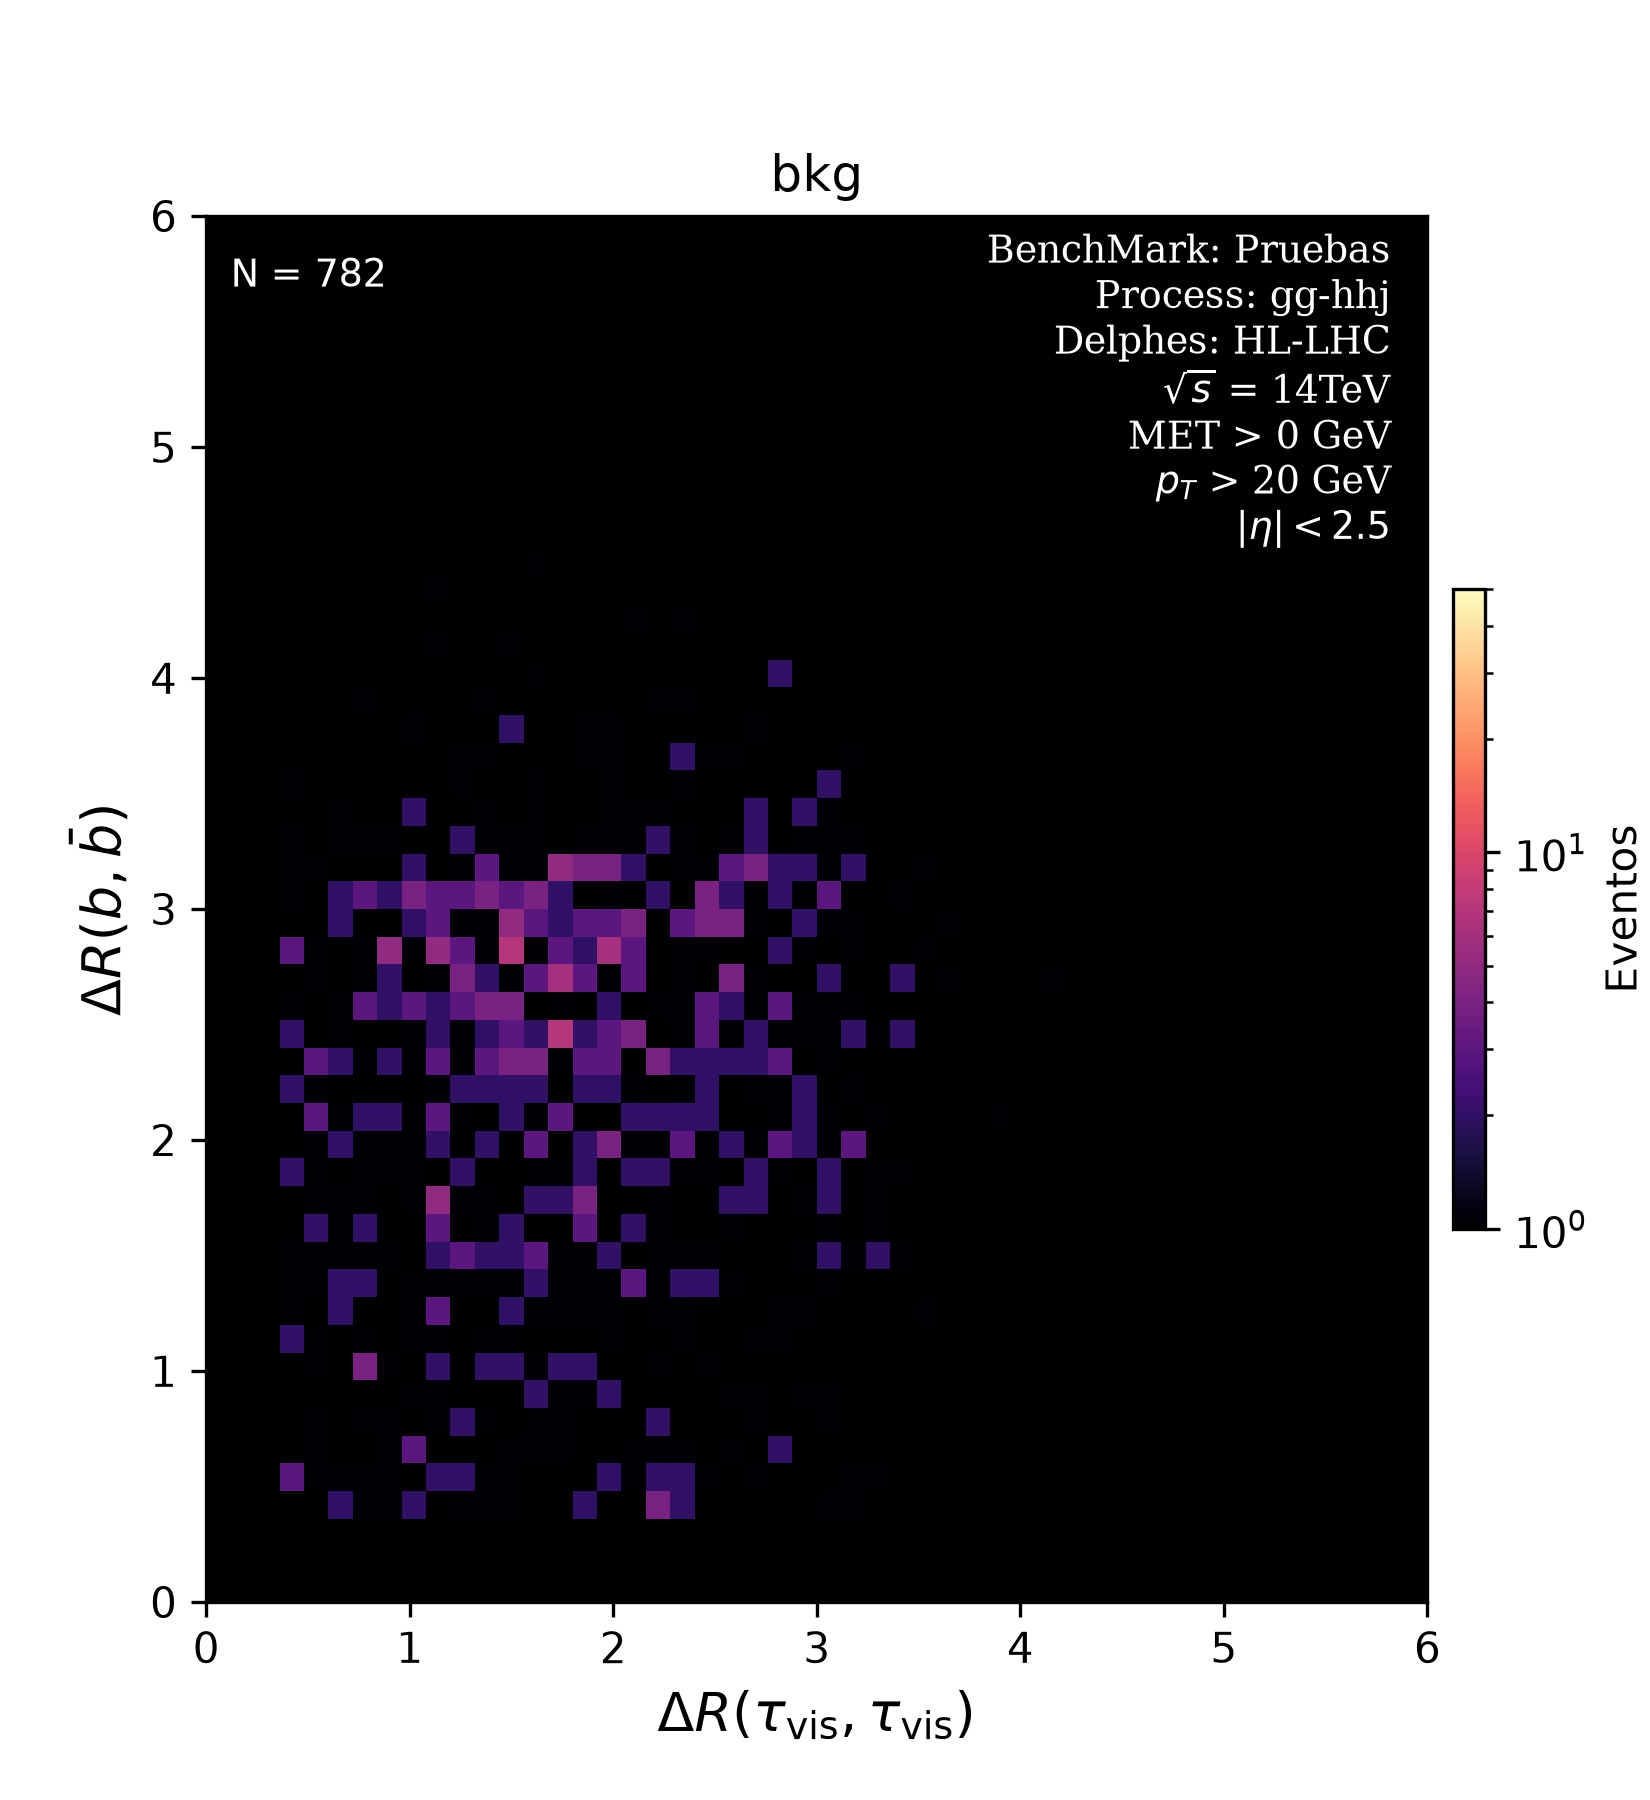 bkg
N = 782
BenchMark: Pruebas
Process: gg-hhj
Delphes: HL-LHC
√s = 14TeV
MET > 0 GeV
p_T > 20 GeV
|η| < 2.5
6
5
4
3
2
1
0
ΔR(b, b̄)
0 1 2 3 4 5 6
ΔR(τ_vis, τ_vis)
10¹
10⁰
Eventos